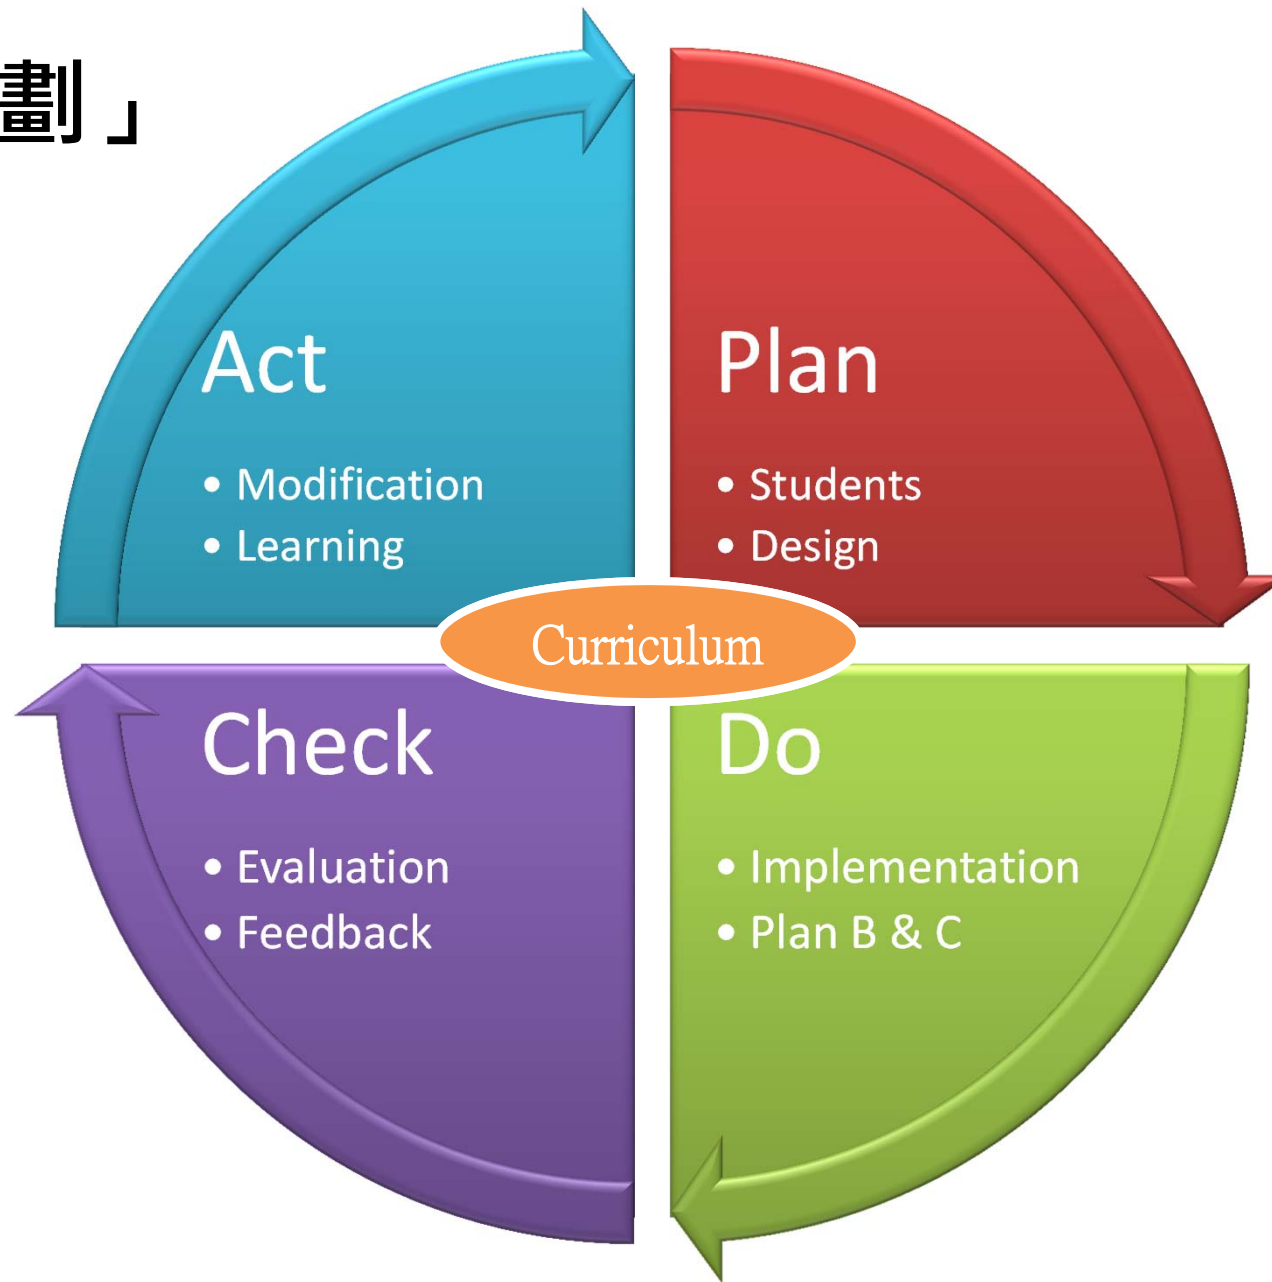 劃」
Act
• Modification
• Learning
Plan
• Students
• Design
Curriculum
Check
• Evaluation
• Feedback
Do
• Implementation
• Plan B & C